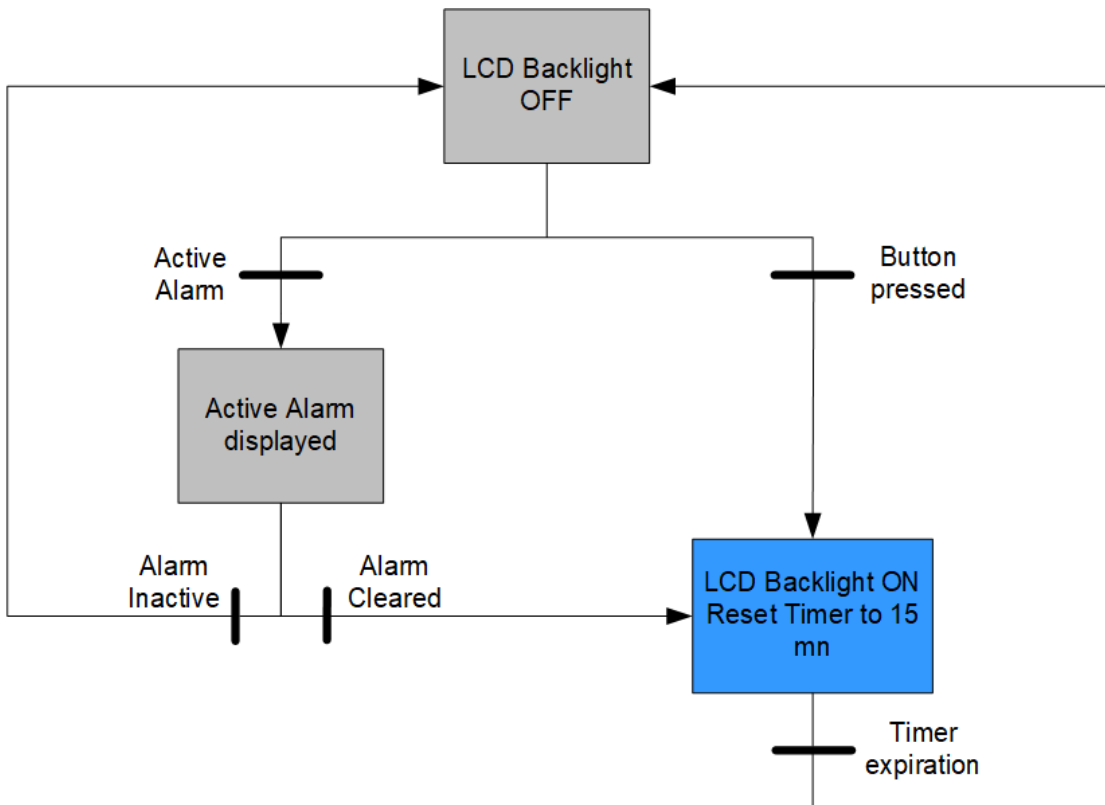 LCD Backlight
OFF
Active
Alarm
Button
pressed
Active Alarm
displayed
Alarm
Inactive
Alarm
Cleared
LCD Backlight ON
Reset Timer to 15
mn
Timer
expiration